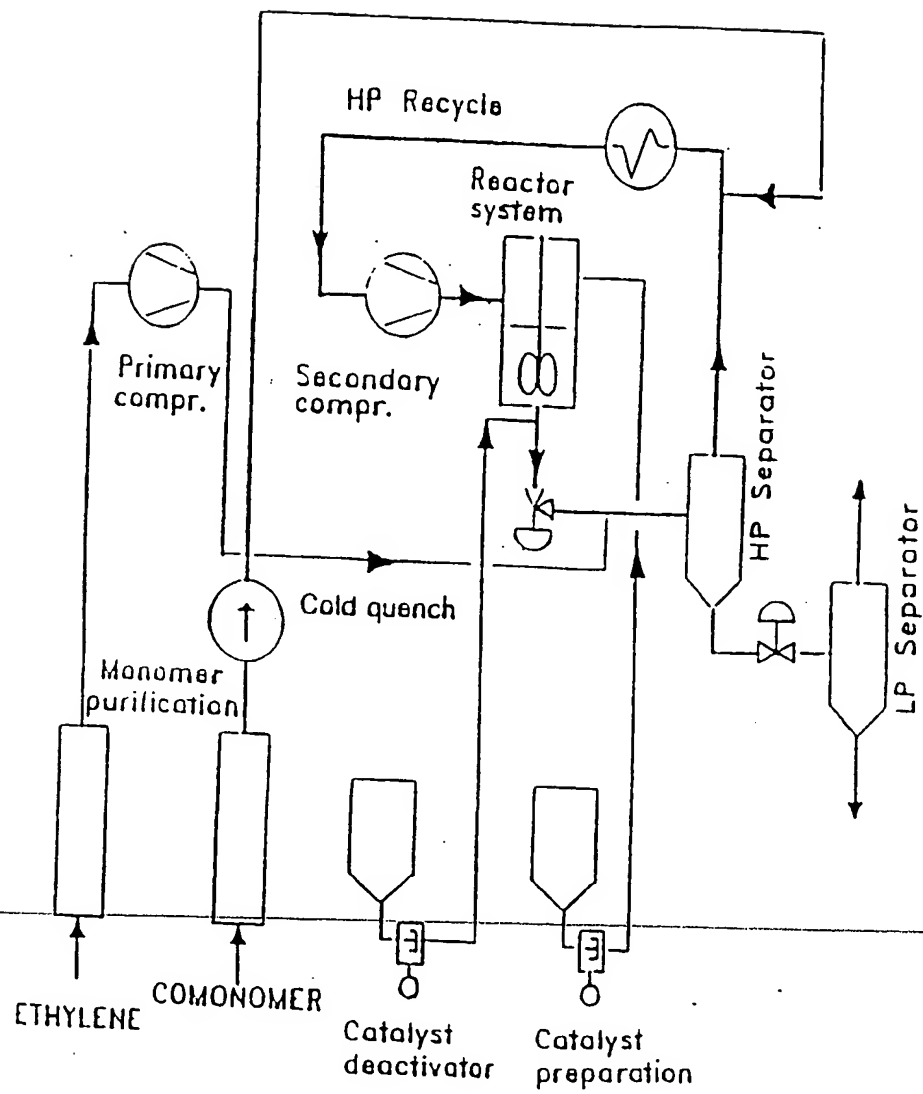 HP Recycle
Reactor
system
Primary
compr.
Secondary
compr.
HP Separator
LP Separator
Cold quench
Monomer
purification
ETHYLENE
COMONOMER
Catalyst
deactivator
Catalyst
preparation